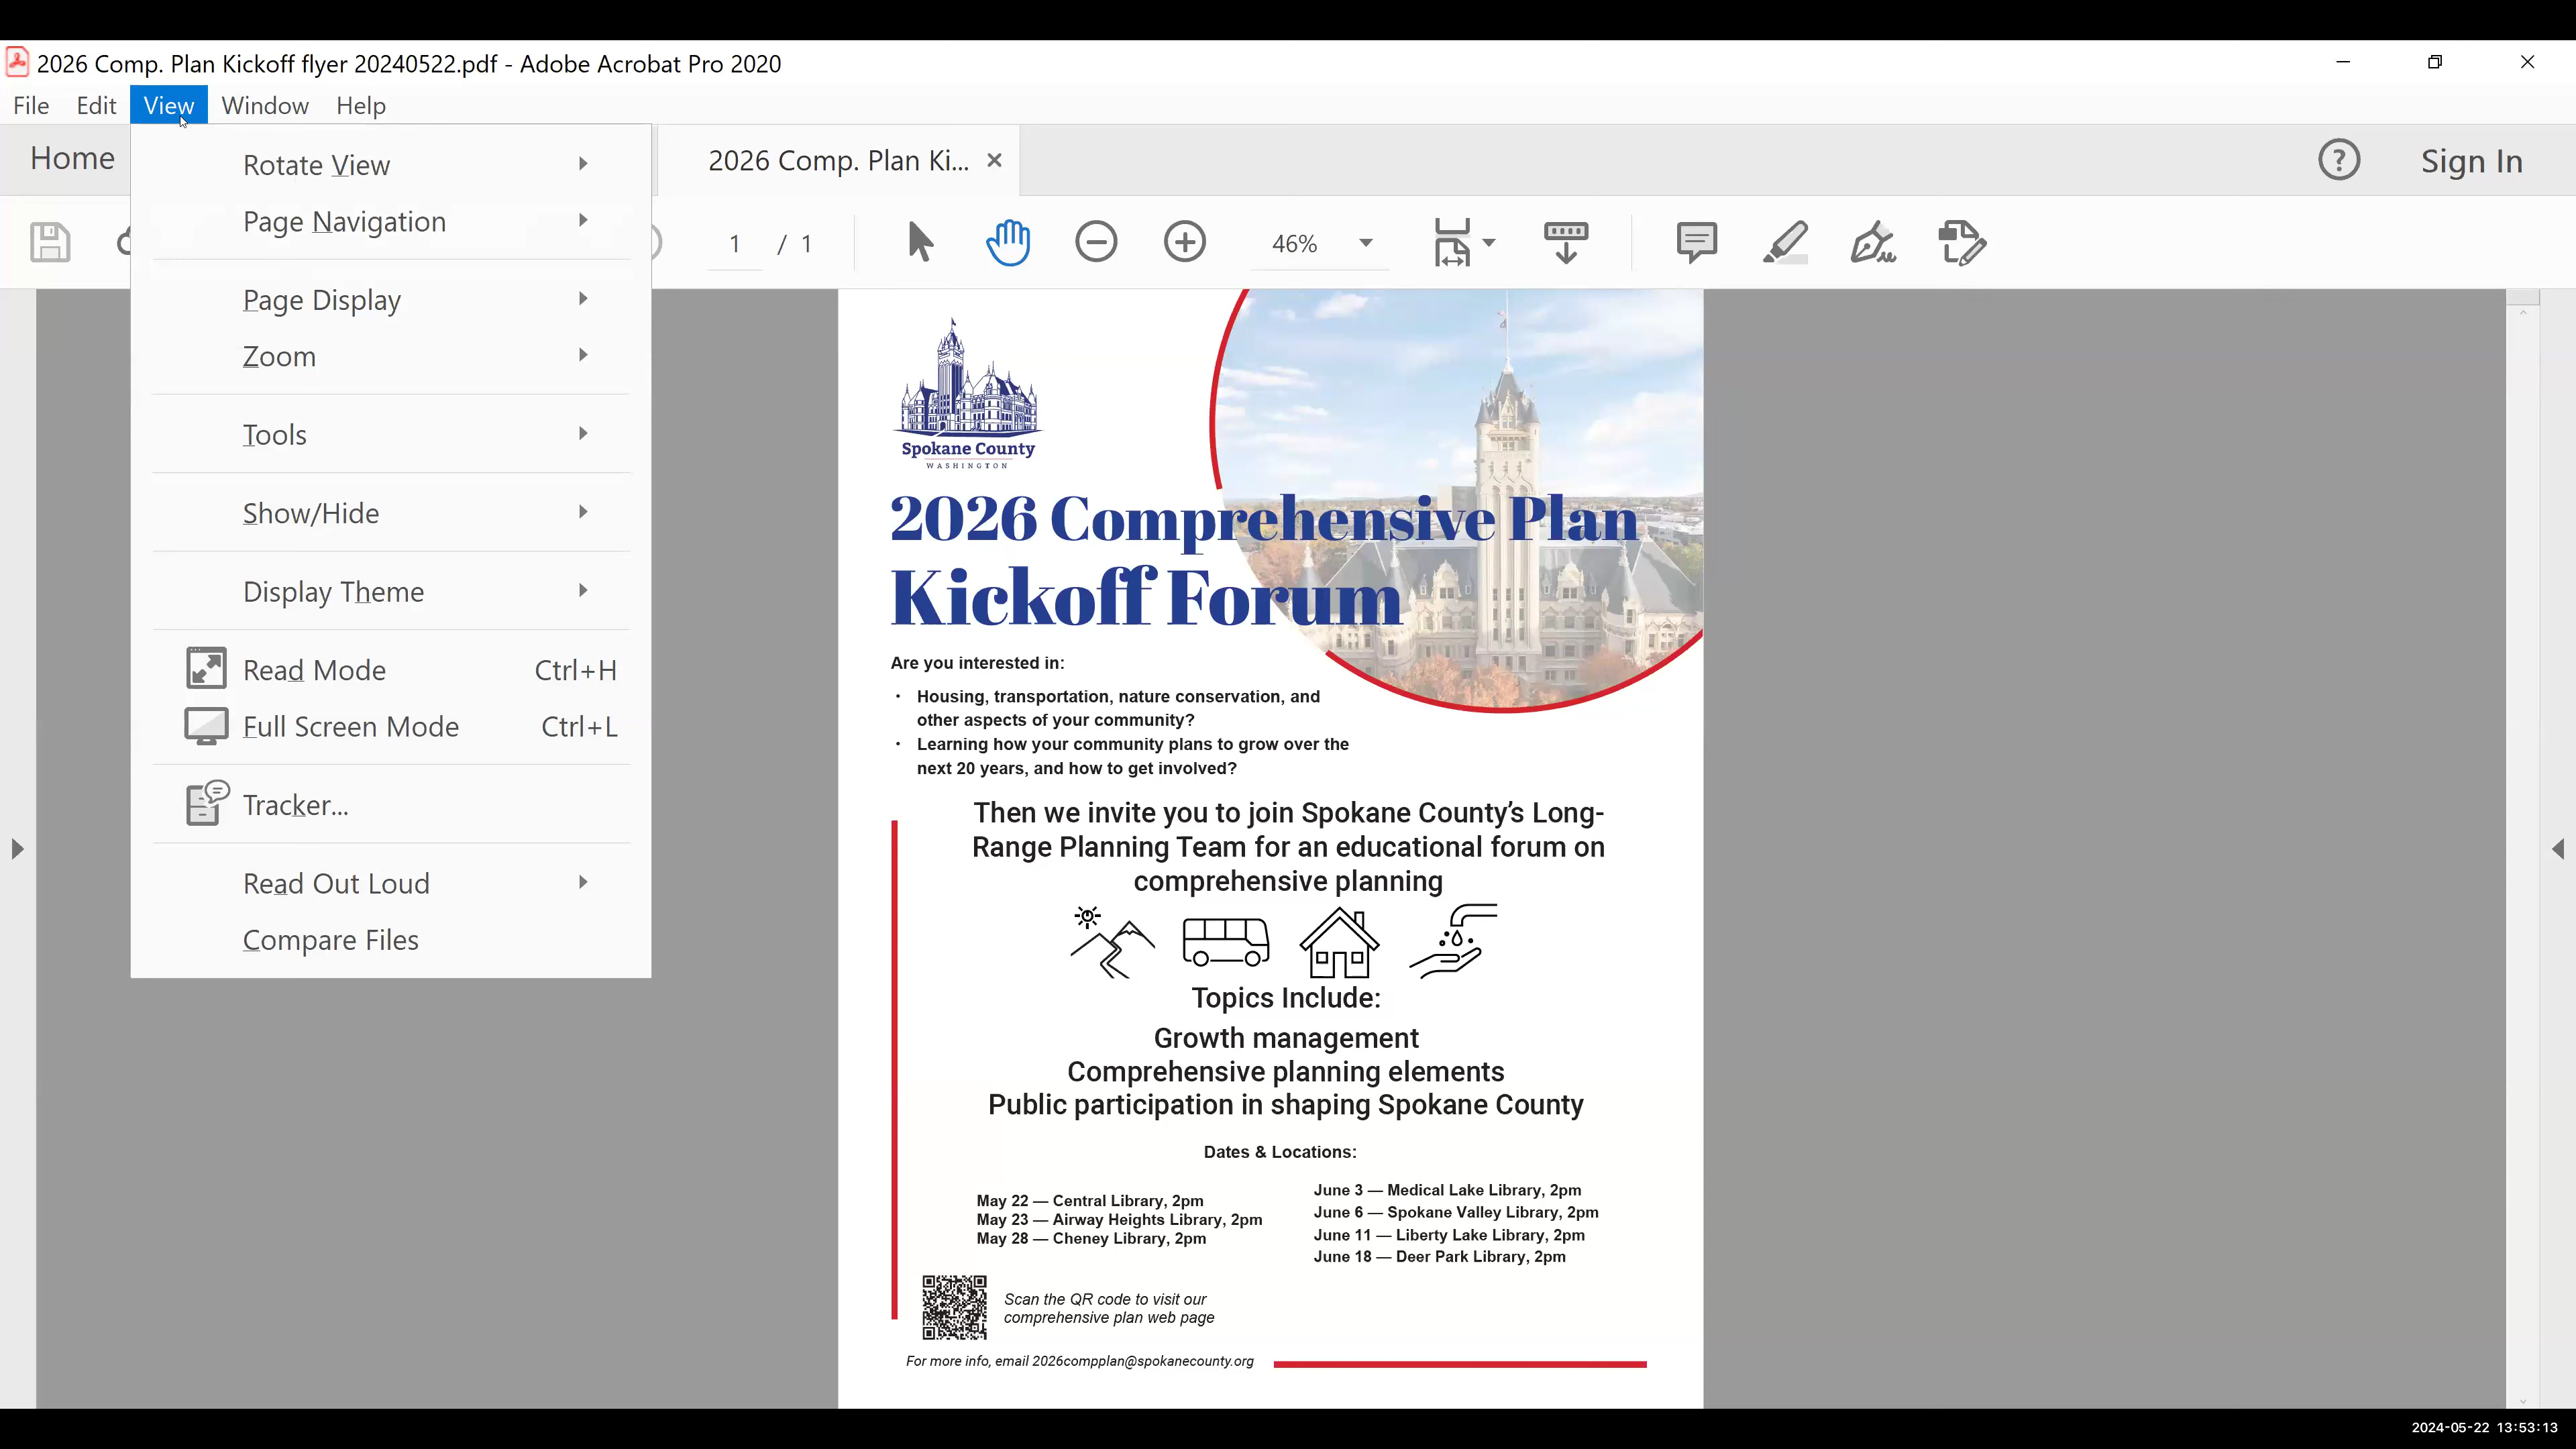 2026 Comp. Plan Kickoff flyer 20240522.pdf - Adobe Acrobat Pro 2020
File Edit View Window Help
Home
2026 Comp. Plan Ki...
Sign In
1 / 1
46%
Rotate View
Page Navigation
Page Display
Zoom
Tools
Show/Hide
Display Theme
Read Mode Ctrl+H
Full Screen Mode Ctrl+L
Tracker...
Read Out Loud
Compare Files
Spokane County
WASHINGTON
2026 Comprehensive Plan
Kickoff Forum
Are you interested in:
• Housing, transportation, nature conservation, and
other aspects of your community?
• Learning how your community plans to grow over the
next 20 years, and how to get involved?
Then we invite you to join Spokane County’s Long-
Range Planning Team for an educational forum on
comprehensive planning
Topics Include:
Growth management
Comprehensive planning elements
Public participation in shaping Spokane County
Dates & Locations:
May 22 — Central Library, 2pm
May 23 — Airway Heights Library, 2pm
May 28 — Cheney Library, 2pm
June 3 — Medical Lake Library, 2pm
June 6 — Spokane Valley Library, 2pm
June 11 — Liberty Lake Library, 2pm
June 18 — Deer Park Library, 2pm
Scan the QR code to visit our
comprehensive plan web page
For more info, email 2026compplan@spokanecounty.org
2024-05-22 13:53:13